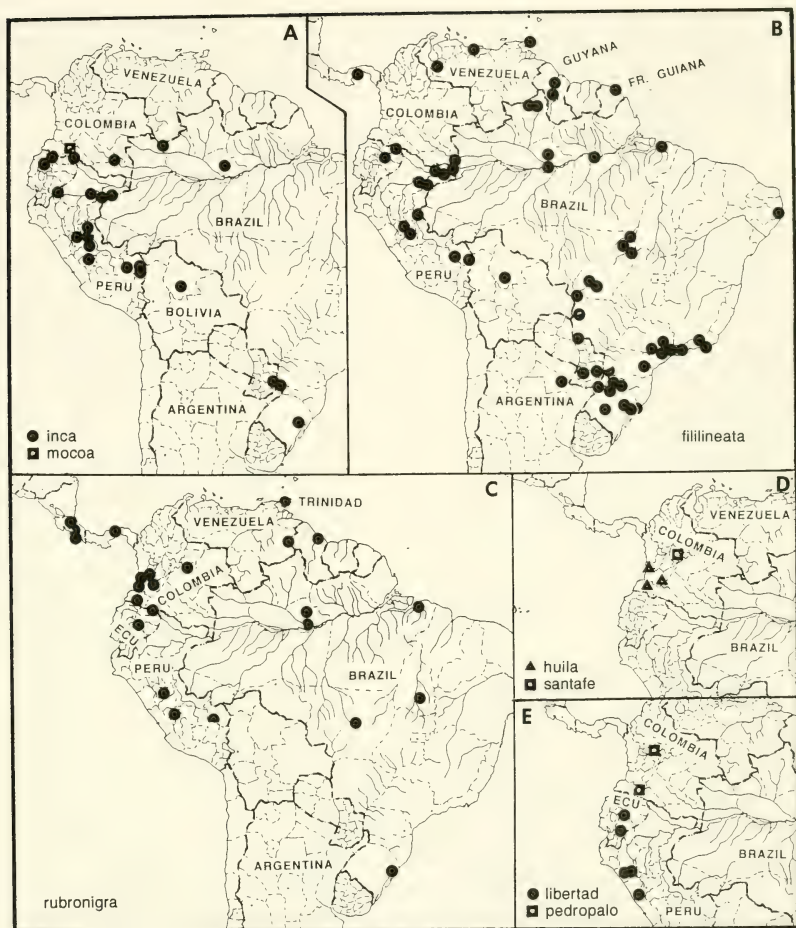 A
VENEZUELA
COLOMBIA
BRAZIL
PERU
BOLIVIA
ARGENTINA
inca
mocoa
B
GUYANA
FR. GUIANA
VENEZUELA
COLOMBIA
BRAZIL
PERU
ARGENTINA
fililineata
C
TRINIDAD
VENEZUELA
COLOMBIA
ECU
PERU
BRAZIL
ARGENTINA
rubronigra
D
VENEZUELA
COLOMBIA
BRAZIL
huila
santafe
E
COLOMBIA
ECU
BRAZIL
PERU
libertad
pedropalo